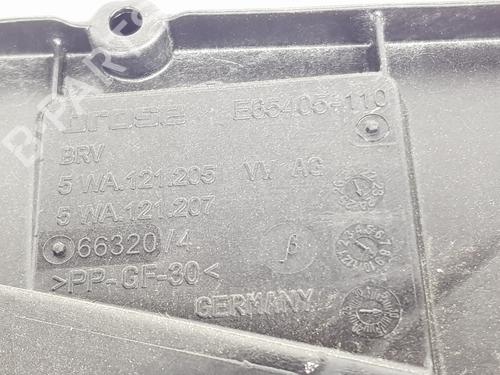 brose E65405-110
BRV
5 WA.121.205 VW AG
5 WA.121.207
66320/4
>PP-GF-30<
GERMANY
B-PARTS